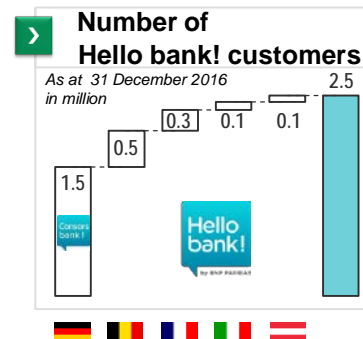 Number of
Hello bank! customers
As at 31 December 2016
in million
2.5
0.3
0.1
0.1
0.5
1.5
Consors
bank!
Hello
bank!
by BNP PARIBAS